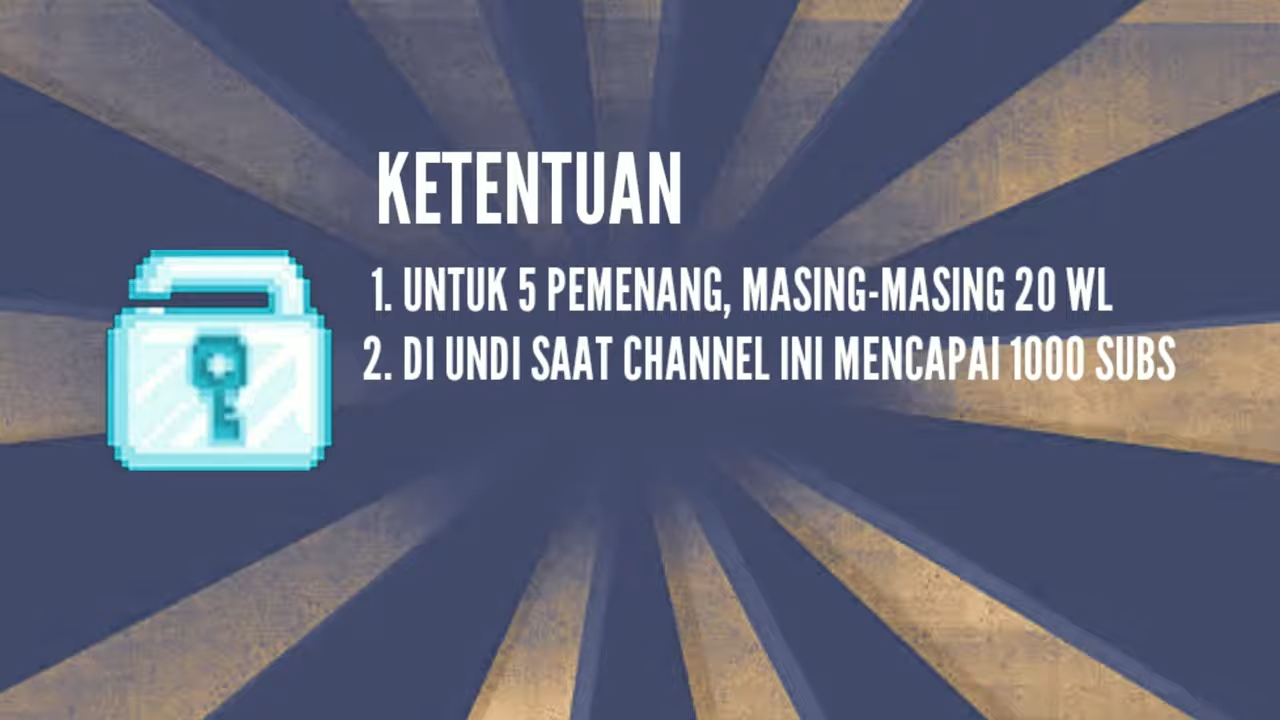 KETENTUAN
1. UNTUK 5 PEMENANG, MASING-MASING 20 WL
2. DI UNDI SAAT CHANNEL INI MENCAPAI 1000 SUBS